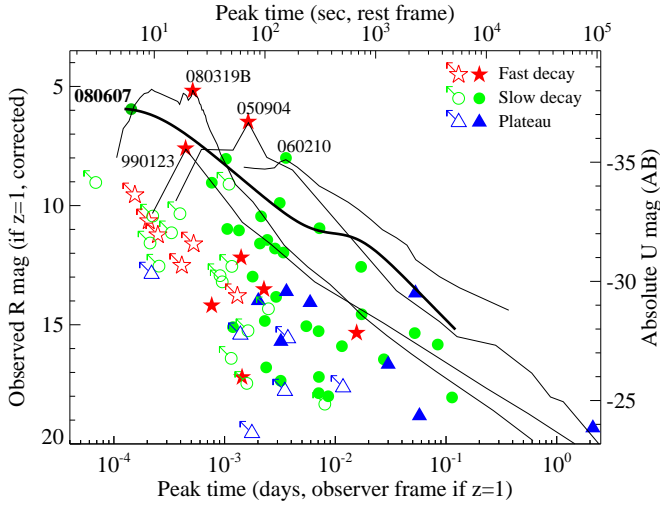 Peak time (sec, rest frame)
10¹ 10² 10³ 10⁴ 10⁵
Observed R mag (if z=1, corrected)
5
10
15
20
080607
080319B
050904
990123
060210
Fast decay
Slow decay
Plateau
-35
-30
-25
Absolute U mag (AB)
10⁻⁴ 10⁻³ 10⁻² 10⁻¹ 10⁰
Peak time (days, observer frame if z=1)